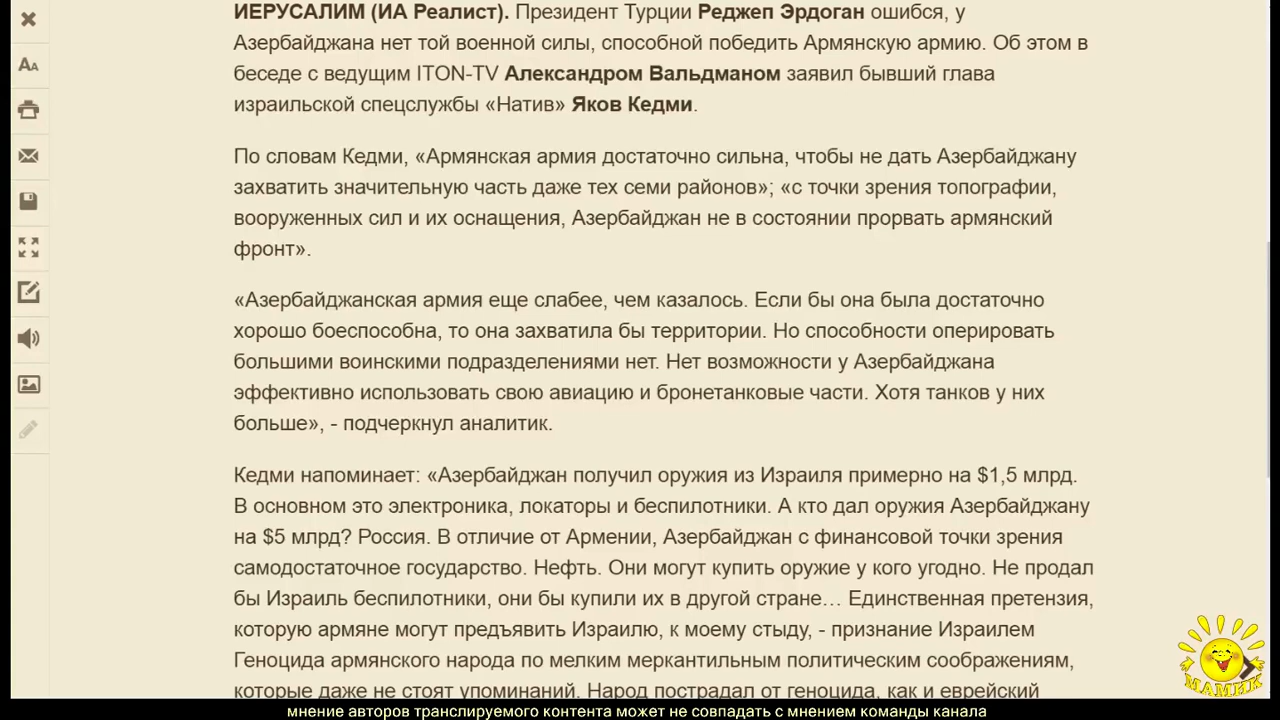 ИЕРУСАЛИМ (ИА Реалист). Президент Турции Реджеп Эрдоган ошибся, у
Азербайджана нет той военной силы, способной победить Армянскую армию. Об этом в
беседе с ведущим ITON-TV Александром Вальдманом заявил бывший глава
израильской спецслужбы «Натив» Яков Кедми.
По словам Кедми, «Армянская армия достаточно сильна, чтобы не дать Азербайджану
захватить значительную часть даже тех семи районов»; «с точки зрения топографии,
вооруженных сил и их оснащения, Азербайджан не в состоянии прорвать армянский
фронт».
«Азербайджанская армия еще слабее, чем казалось. Если бы она была достаточно
хорошо боеспособна, то она захватила бы территории. Но способности оперировать
большими воинскими подразделениями нет. Нет возможности у Азербайджана
эффективно использовать свою авиацию и бронетанковые части. Хотя танков у них
больше», - подчеркнул аналитик.
Кедми напоминает: «Азербайджан получил оружия из Израиля примерно на $1,5 млрд.
В основном это электроника, локаторы и беспилотники. А кто дал оружия Азербайджану
на $5 млрд? Россия. В отличие от Армении, Азербайджан с финансовой точки зрения
самодостаточное государство. Нефть. Они могут купить оружие у кого угодно. Не продал
бы Израиль беспилотники, они бы купили их в другой стране… Единственная претензия,
которую армяне могут предъявить Израилю, к моему стыду, - признание Израилем
Геноцида армянского народа по мелким меркантильным политическим соображениям,
которые даже не стоят упоминаний. Народ пострадал от геноцида, как и еврейский
МАМИК
мнение авторов транслируемого контента может не совпадать с мнением команды канала